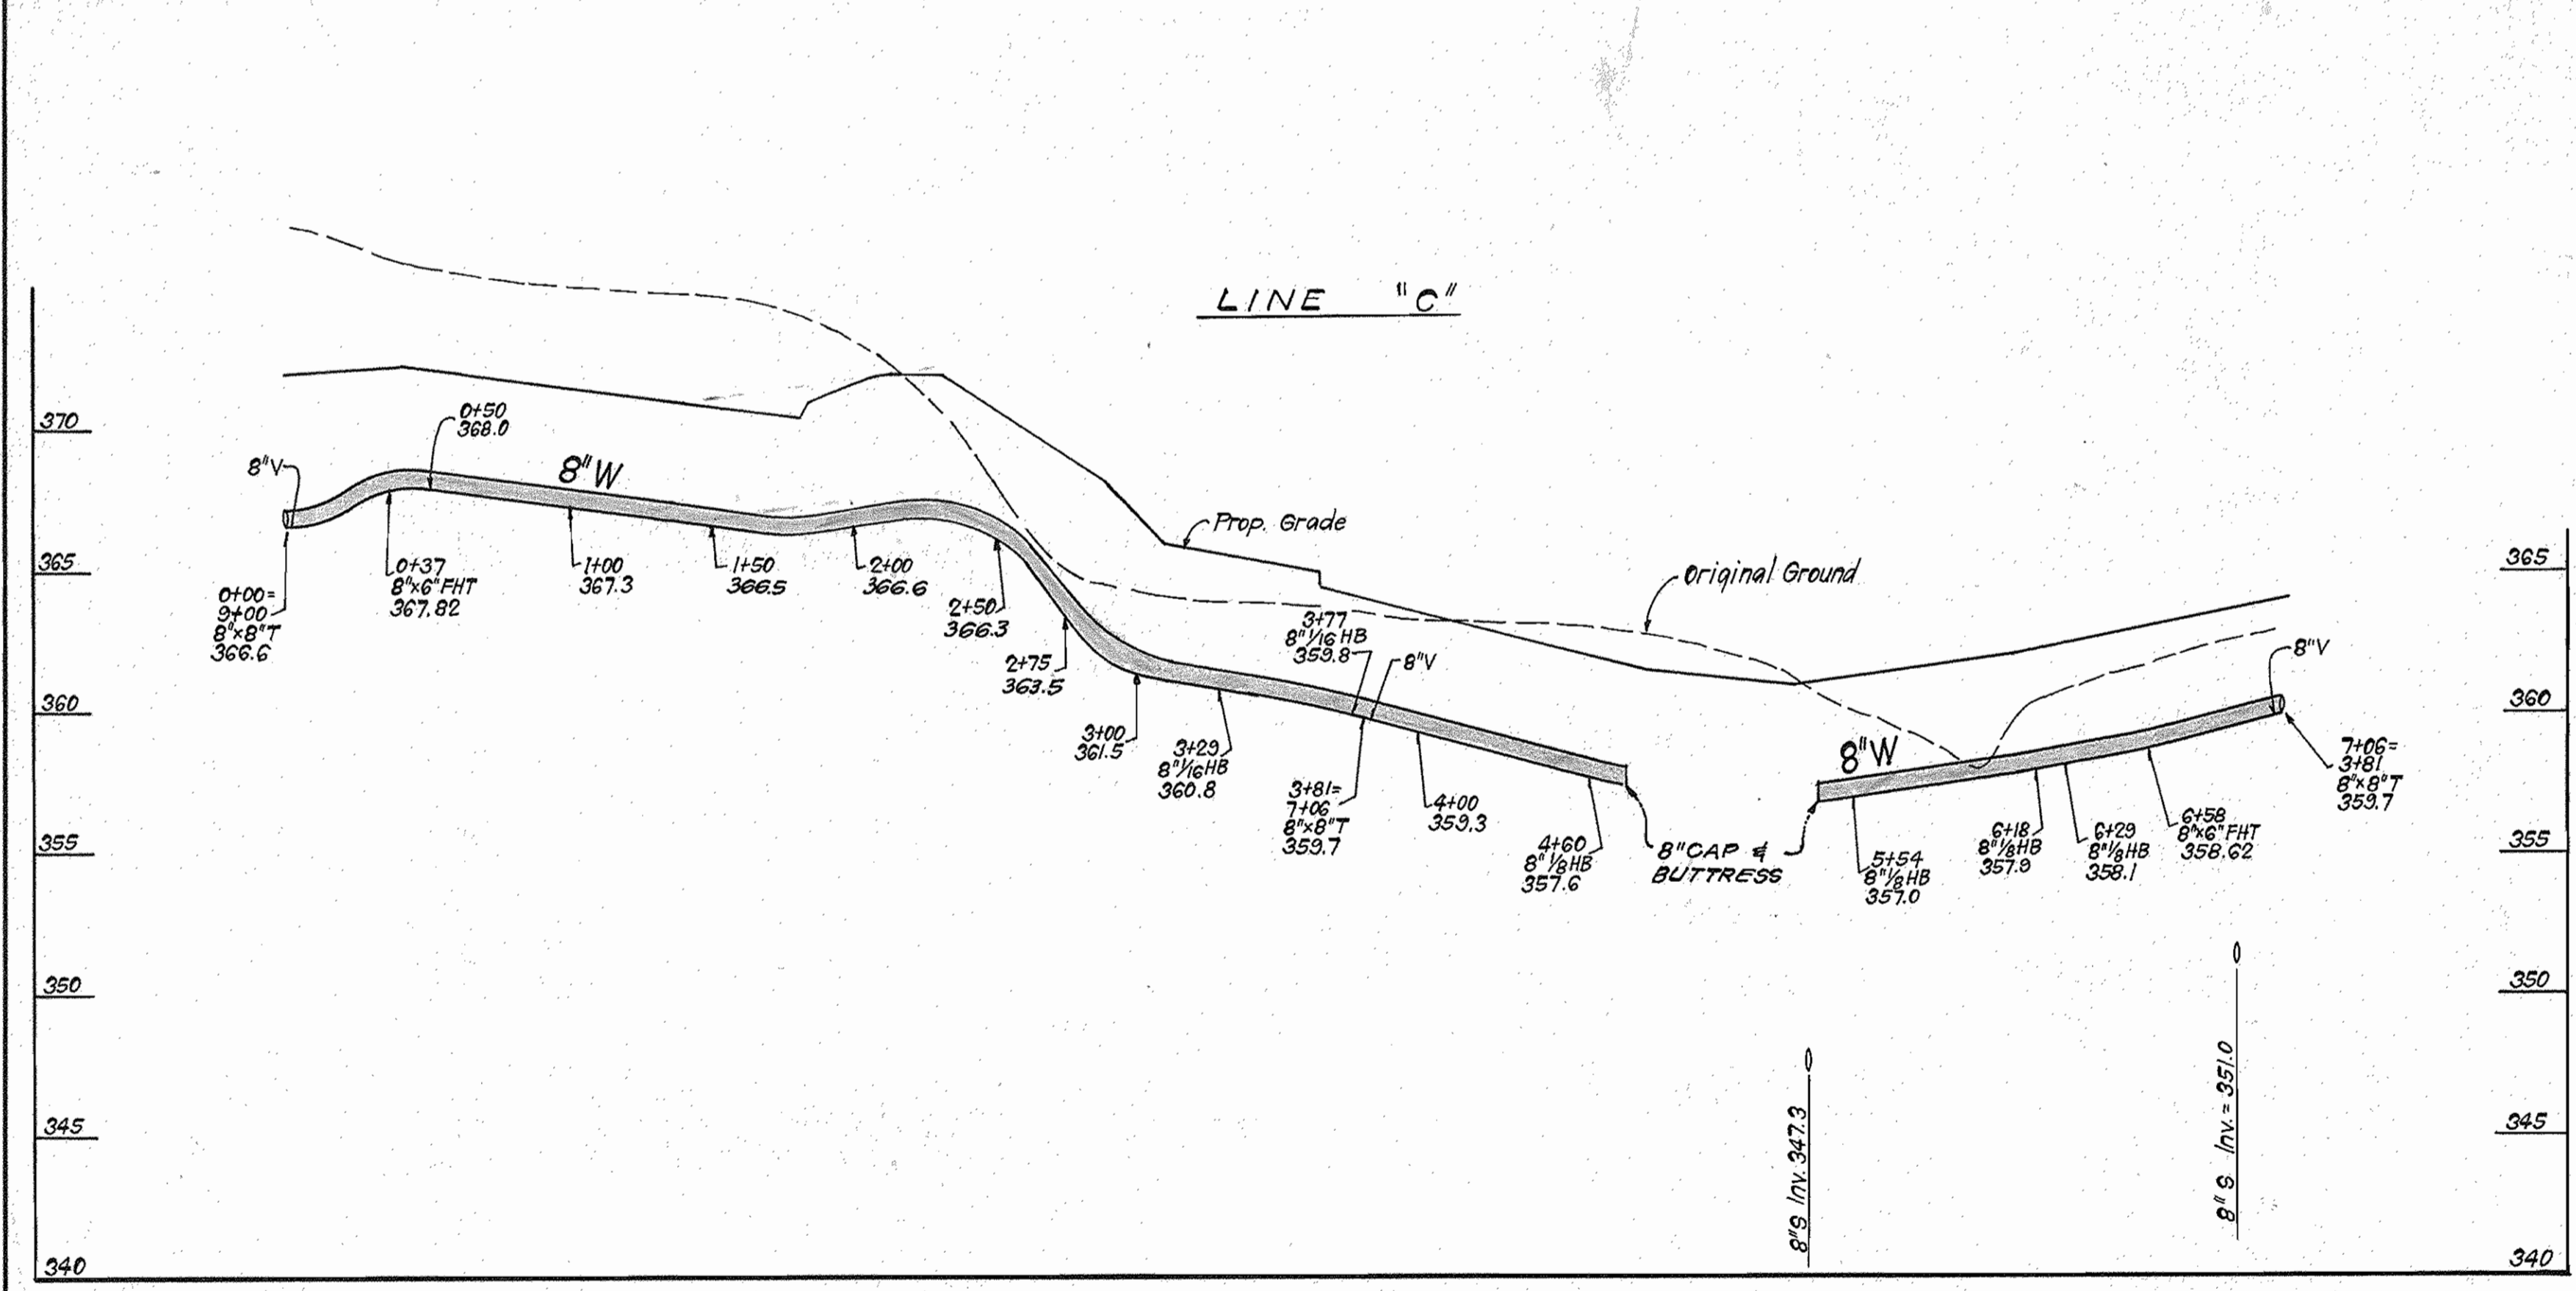 LINE "C"
370
365
360
355
350
345
340
365
360
355
350
345
340
8"V
0+00=
9+00
8"x8"T
366.6
0+37
8"x6"FHT
367.82
0+50
368.0
8"W
1+00
367.3
1+50
366.5
2+00
366.6
2+50
366.3
2+75
363.5
3+00
361.5
3+29
8"1/16HB
360.8
Prop. Grade
3+77
8"1/16 HB
359.8
8"V
3+81=
7+06
8"x8"T
359.7
4+00
359.3
4+60
8"1/8HB
357.6
8"CAP &
BUTTRESS
Original Ground
8"W
5+54
8"1/8HB
357.0
6+18
8"1/8HB
357.9
6+29
8"1/8HB
358.1
6+58
8"x6"FHT
358.62
8"V
7+06=
3+81
8"x8"T
359.7
8"S Inv. 347.3
8"S Inv.=351.0